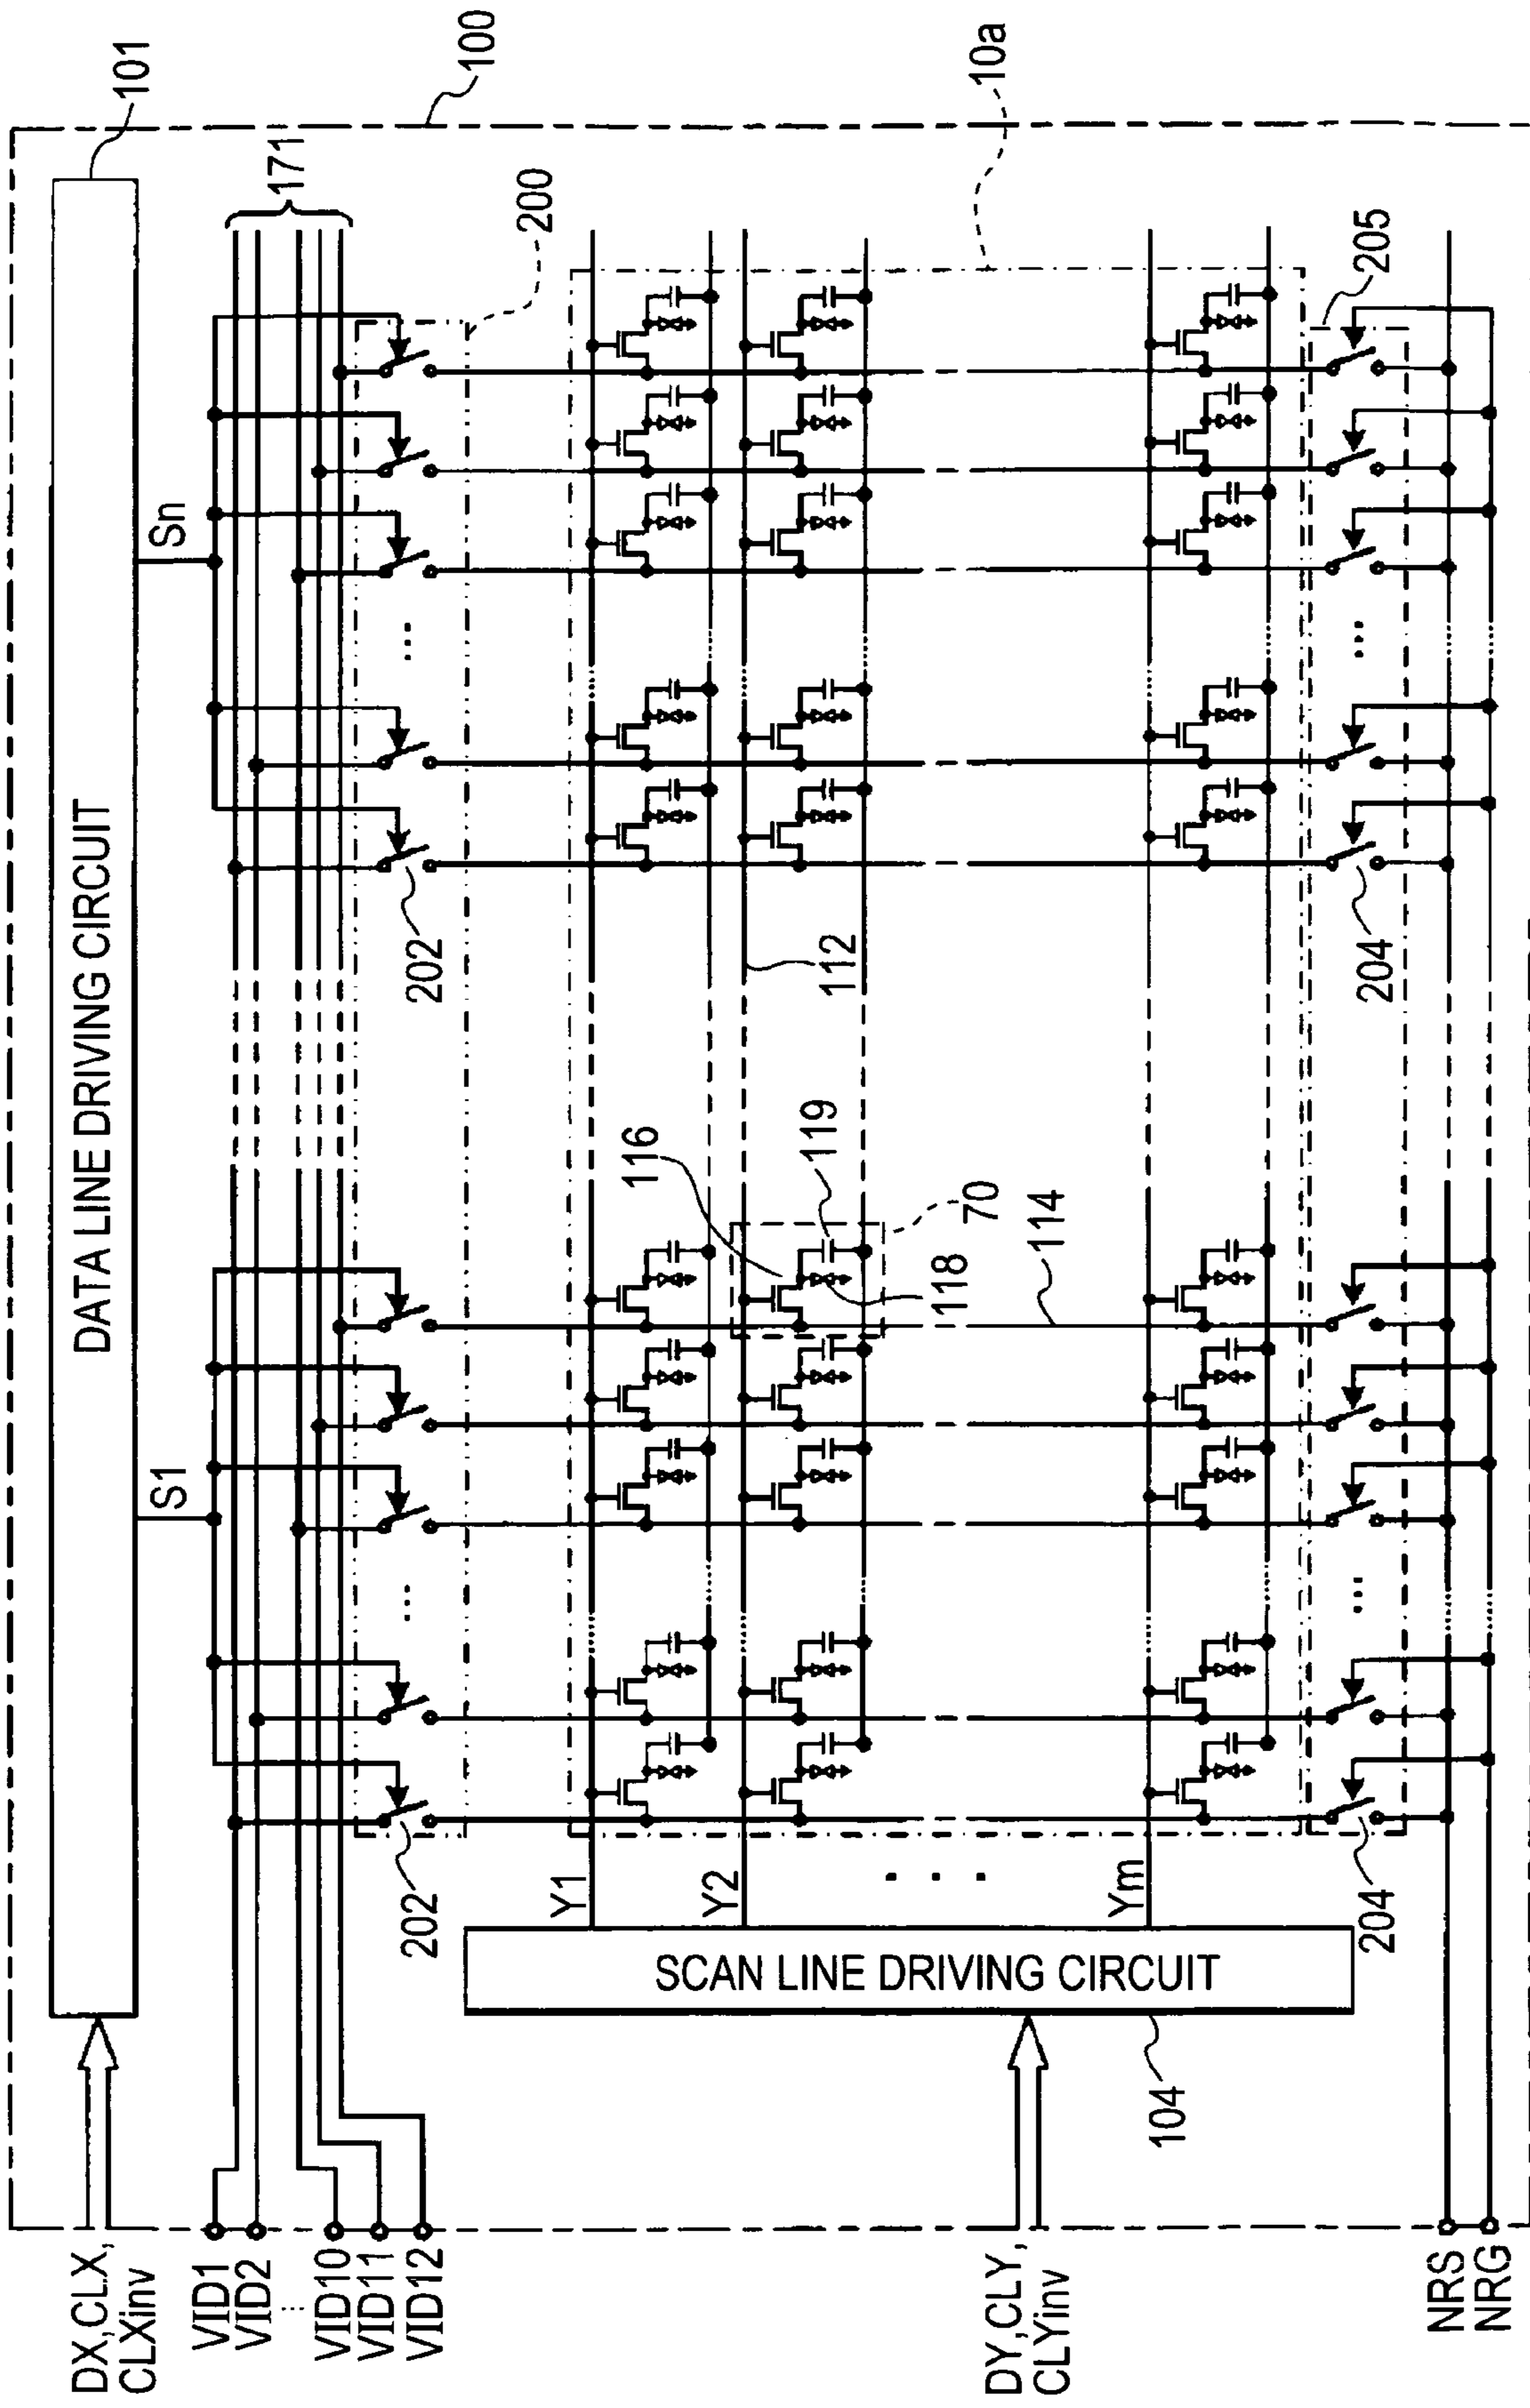 DX,CLX,
CLXinv
DATA LINE DRIVING CIRCUIT
101
100
S1
Sn
VID1
VID2
...
VID10
VID11
VID12
171
202
...
202
...
200
Y1
Y2
. . .
Ym
116
119
118
70
114
112
10a
DY,CLY,
CLYinv
SCAN LINE DRIVING CIRCUIT
104
204
...
204
...
205
NRS
NRG